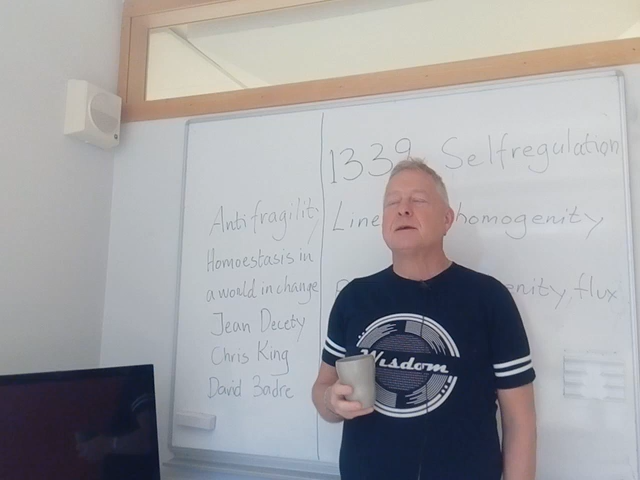 Antifragility
Homoestasis in
a world in change
Jean Decety
Chris King
David Badre
1339 Selfregulation
Line homogenity
enity flux
Wisdom